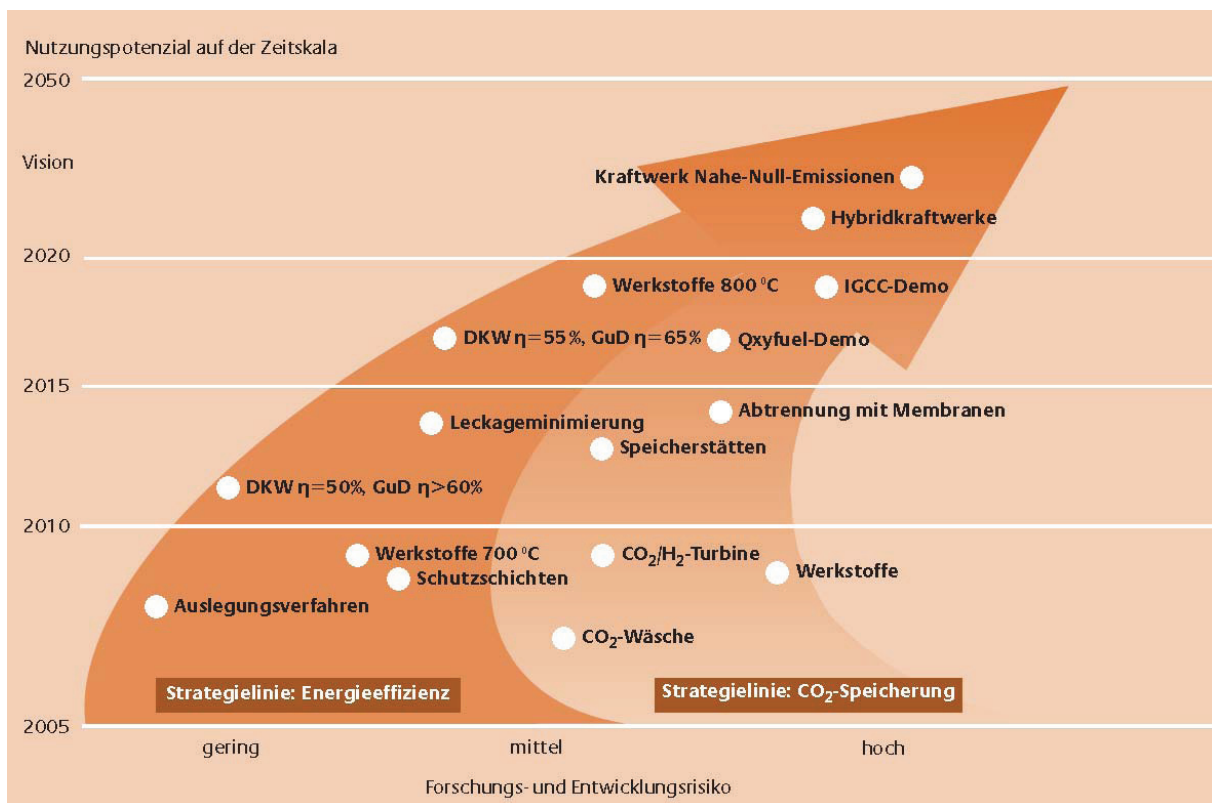 Nutzungspotenzial auf der Zeitskala
2050
Vision
Kraftwerk Nahe-Null-Emissionen
Hybridkraftwerke
2020
Werkstoffe 800 °C
IGCC-Demo
DKW η=55%, GuD η=65%
Qxyfuel-Demo
2015
Abtrennung mit Membranen
Leckageminimierung
Speicherstätten
DKW η=50%, GuD η>60%
2010
Werkstoffe 700 °C
CO₂/H₂-Turbine
Schutzschichten
Werkstoffe
Auslegungsverfahren
CO₂-Wäsche
Strategielinie: Energieeffizienz
Strategielinie: CO₂-Speicherung
2005
gering
mittel
hoch
Forschungs- und Entwicklungsrisiko